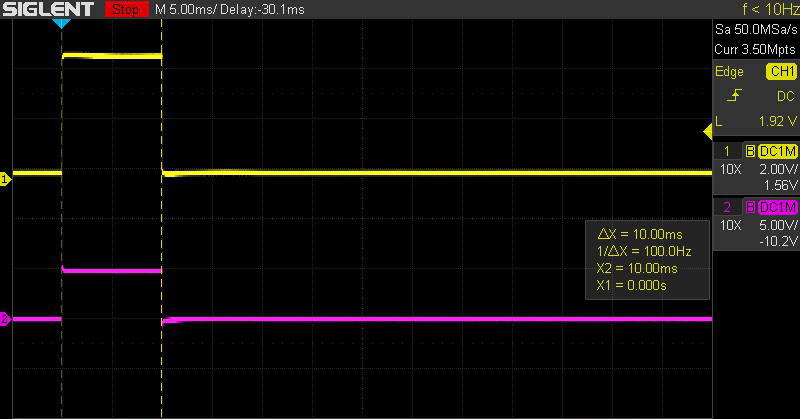 SIGLENT Stop M 5.00ms/ Delay:-30.1ms f < 10Hz
Sa 50.0MSa/s
Curr 3.50Mpts
Edge CH1
DC
L 1.92 V
1 B DC1M
10X 2.00V/
1.56V
2 B DC1M
10X 5.00V/
-10.2V
1
2
△X = 10.00ms
1/△X = 100.0Hz
X2 = 10.00ms
X1 = 0.000s